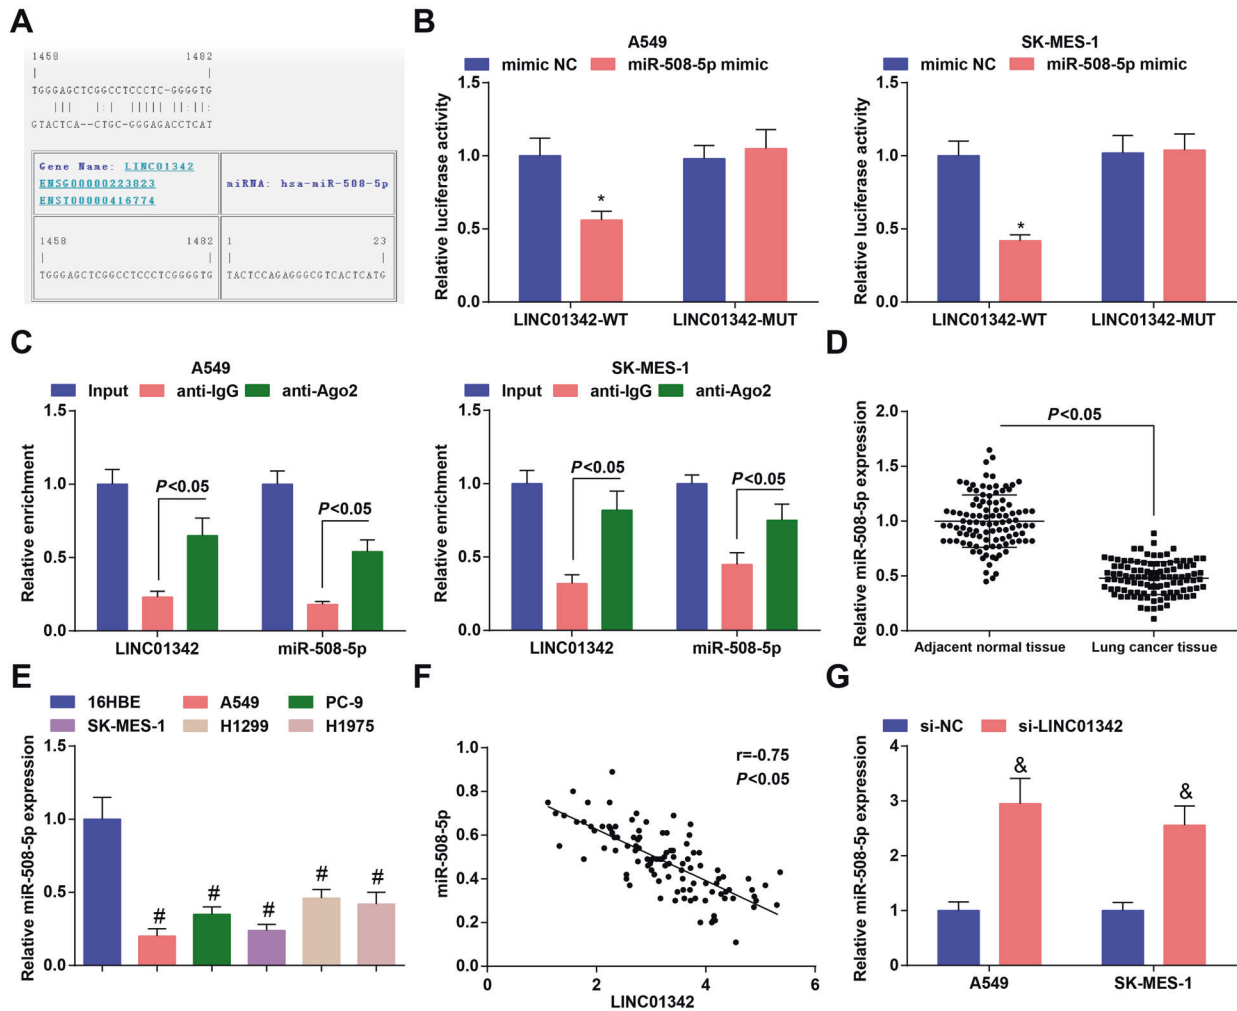 A
1458 1482
| |
TGGGAGCTCGGCCTCCCTC-GGGGTG
||| |:| ||||| ||:||:
GTACTCA--CTGC-GGGAGACCTCAT
Gene Name: LINC01342
ENSG00000223823
ENST00000416774
miRNA: hsa-miR-508-5p
1458 1482
| |
TGGGAGCTCGGCCTCCCTCGGGGTG
1 23
| |
TACTCCAGAGGGCGTCACTCATG
B
A549
mimic NC miR-508-5p mimic
Relative luciferase activity
1.5
1.0
0.5
0.0
*
LINC01342-WT LINC01342-MUT
SK-MES-1
mimic NC miR-508-5p mimic
Relative luciferase activity
1.5
1.0
0.5
0.0
*
LINC01342-WT LINC01342-MUT
C
A549
Input anti-IgG anti-Ago2
Relative enrichment
1.5
1.0
0.5
0.0
P<0.05
P<0.05
LINC01342 miR-508-5p
SK-MES-1
Input anti-IgG anti-Ago2
Relative enrichment
1.5
1.0
0.5
0.0
P<0.05
P<0.05
LINC01342 miR-508-5p
D
Relative miR-508-5p expression
2.0
1.5
1.0
0.5
0.0
P<0.05
Adjacent normal tissue Lung cancer tissue
E
16HBE A549 PC-9
SK-MES-1 H1299 H1975
Relative miR-508-5p expression
1.5
1.0
0.5
0.0
# # # # #
F
miR-508-5p
1.0
0.8
0.6
0.4
0.2
0.0
r=-0.75
P<0.05
0 2 4 6
LINC01342
G
si-NC si-LINC01342
Relative miR-508-5p expression
4
3
2
1
0
& &
A549 SK-MES-1